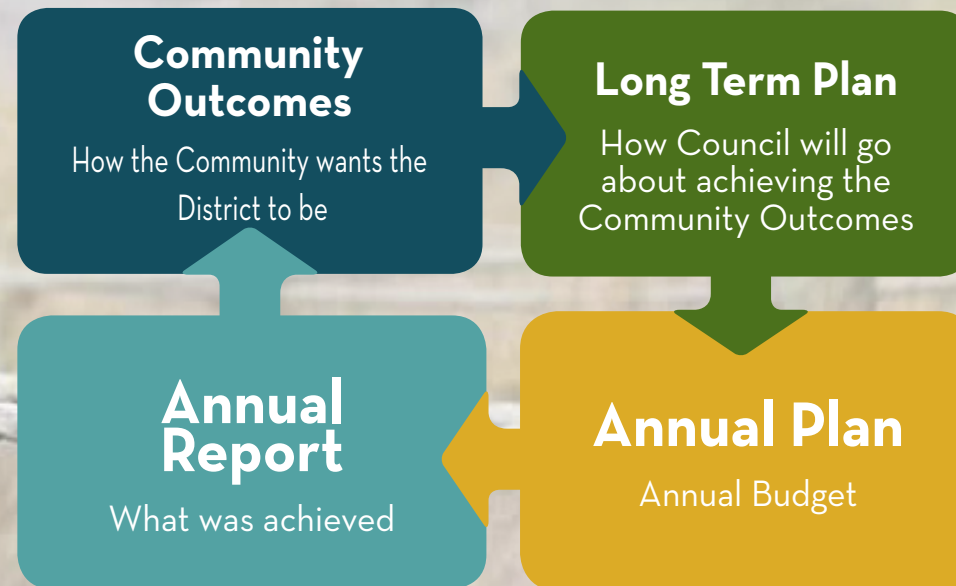 Community
Outcomes
How the Community wants the
District to be
Long Term Plan
How Council will go
about achieving the
Community Outcomes
Annual
Report
What was achieved
Annual Plan
Annual Budget